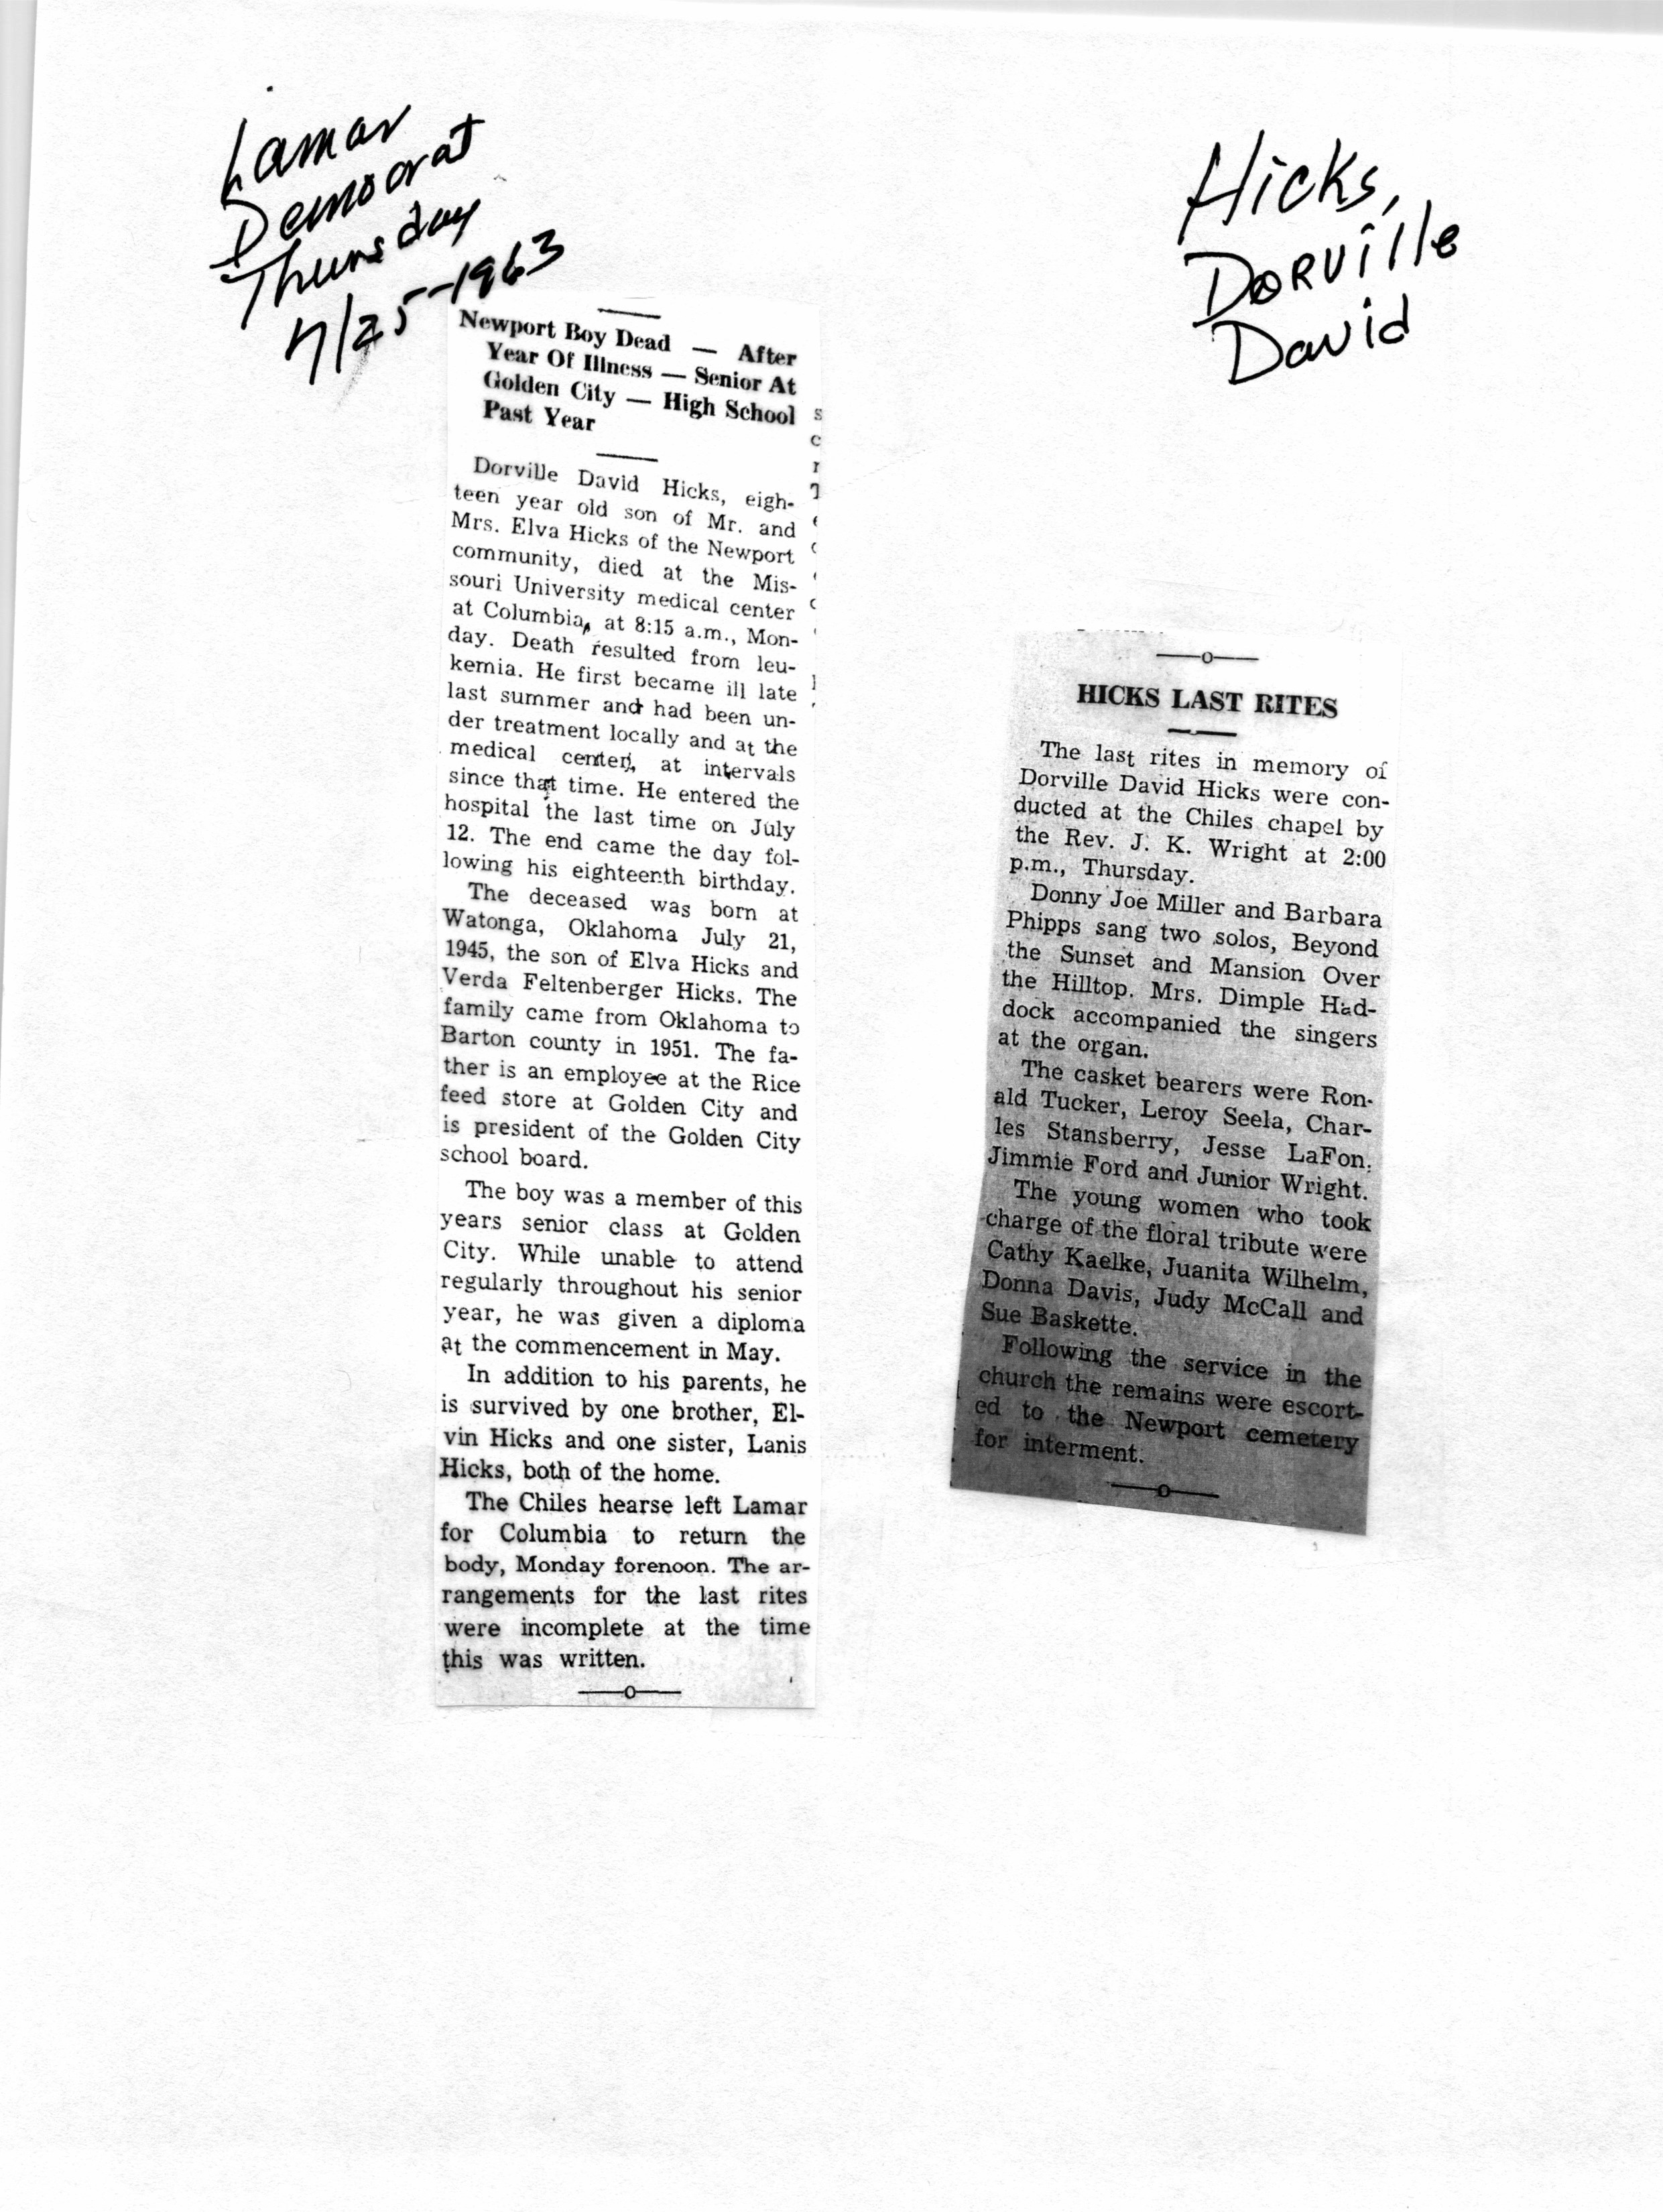 Lamar
Democrat
Thursday
7/25-1963
Hicks,
Dorville
David
Newport Boy Dead — After
Year Of Illness — Senior At
Golden City — High School
Past Year
Dorville David Hicks, eigh-
teen year old son of Mr. and
Mrs. Elva Hicks of the Newport
community, died at the Mis-
souri University medical center
at Columbia, at 8:15 a.m., Mon-
day. Death resulted from leu-
kemia. He first became ill late
last summer and had been un-
der treatment locally and at the
medical center, at intervals
since that time. He entered the
hospital the last time on July
12. The end came the day fol-
lowing his eighteenth birthday.
The deceased was born at
Watonga, Oklahoma July 21,
1945, the son of Elva Hicks and
Verda Feltenberger Hicks. The
family came from Oklahoma to
Barton county in 1951. The fa-
ther is an employee at the Rice
feed store at Golden City and
is president of the Golden City
school board.
The boy was a member of this
years senior class at Golden
City. While unable to attend
regularly throughout his senior
year, he was given a diploma
at the commencement in May.
In addition to his parents, he
is survived by one brother, El-
vin Hicks and one sister, Lanis
Hicks, both of the home.
The Chiles hearse left Lamar
for Columbia to return the
body, Monday forenoon. The ar-
rangements for the last rites
were incomplete at the time
this was written.
HICKS LAST RITES
The last rites in memory of
Dorville David Hicks were con-
ducted at the Chiles chapel by
the Rev. J. K. Wright at 2:00
p.m., Thursday.
Donny Joe Miller and Barbara
Phipps sang two solos, Beyond
the Sunset and Mansion Over
the Hilltop. Mrs. Dimple Had-
dock accompanied the singers
at the organ.
The casket bearers were Ron-
ald Tucker, Leroy Seela, Char-
les Stansberry, Jesse LaFon,
Jimmie Ford and Junior Wright.
The young women who took
charge of the floral tribute were
Cathy Kaelke, Juanita Wilhelm,
Donna Davis, Judy McCall and
Sue Baskette.
Following the service in the
church the remains were escort-
ed to the Newport cemetery
for interment.